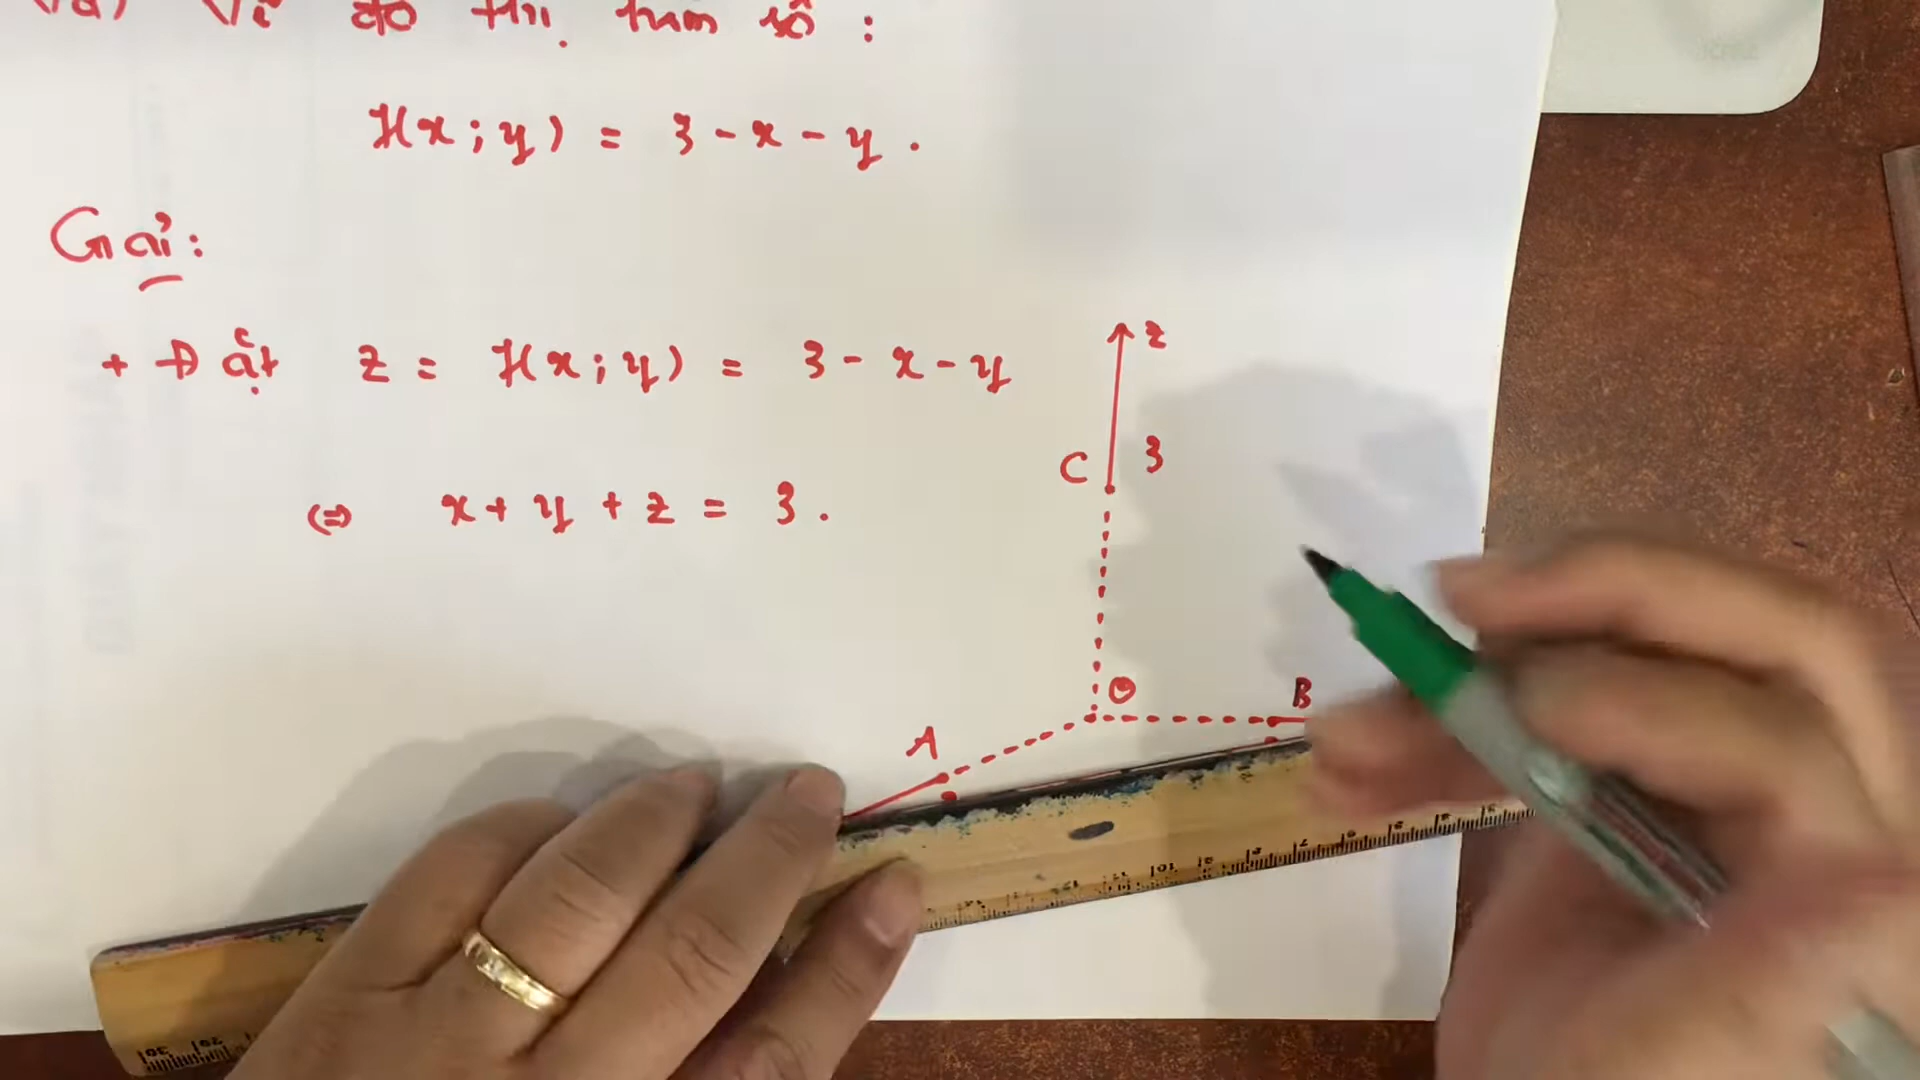 Vẽ đồ thị hàm số :
f(x ; y) = 3 - x - y .
Giải :
+ Đặt z = f(x ; y) = 3 - x - y
z
C 3
⇔ x + y + z = 3 .
O
B
A